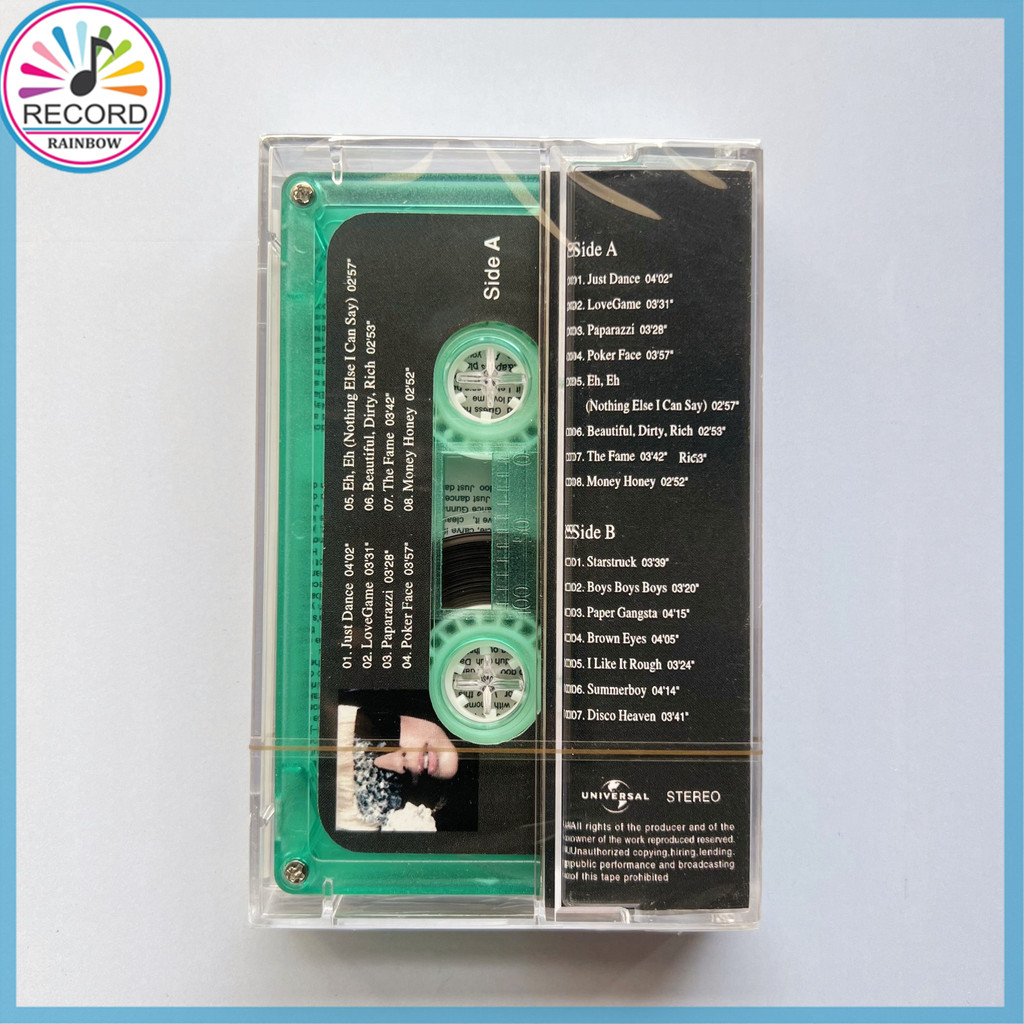 RECORD
RAINBOW
Side A
01. Just Dance 04'02"
02. LoveGame 03'31"
03. Paparazzi 03'28"
04. Poker Face 03'57"
05. Eh, Eh (Nothing Else I Can Say) 02'57"
06. Beautiful, Dirty, Rich 02'53"
07. The Fame 03'42"
08. Money Honey 02'52"
Side A
01. Just Dance 04'02"
02. LoveGame 03'31"
03. Paparazzi 03'28"
04. Poker Face 03'57"
05. Eh, Eh
(Nothing Else I Can Say) 02'57"
06. Beautiful, Dirty, Rich 02'53"
07. The Fame 03'42"
08. Money Honey 02'52"
Side B
01. Starstruck 03'39"
02. Boys Boys Boys 03'20"
03. Paper Gangsta 04'15"
04. Brown Eyes 04'05"
05. I Like It Rough 03'24"
06. Summerboy 04'14"
07. Disco Heaven 03'41"
UNIVERSAL STEREO
All rights of the producer and of the
owner of the work reproduced reserved.
Unauthorized copying,hiring,lending.
public performance and broadcasting
of this tape prohibited